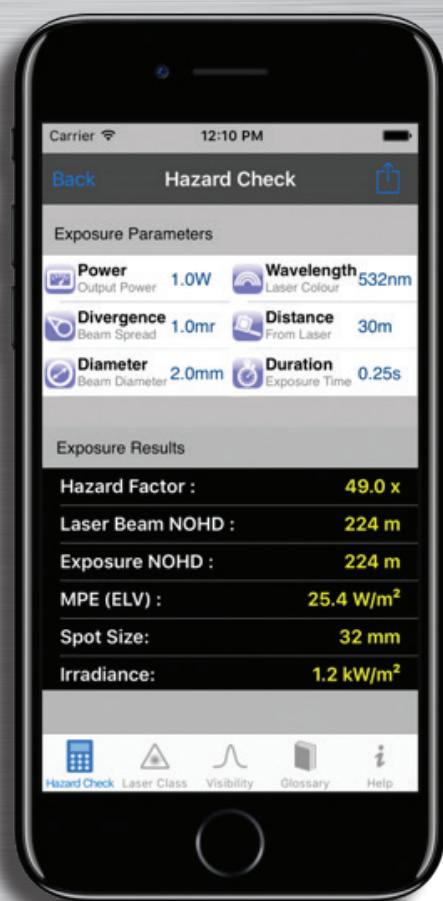 Carrier 12:10 PM
Back Hazard Check
Exposure Parameters
Power Output Power 1.0W Wavelength Laser Colour 532nm
Divergence Beam Spread 1.0mr Distance From Laser 30m
Diameter Beam Diameter 2.0mm Duration Exposure Time 0.25s
Exposure Results
Hazard Factor : 49.0 x
Laser Beam NOHD : 224 m
Exposure NOHD : 224 m
MPE (ELV) : 25.4 W/m²
Spot Size: 32 mm
Irradiance: 1.2 kW/m²
Hazard Check Laser Class Visibility Glossary Help